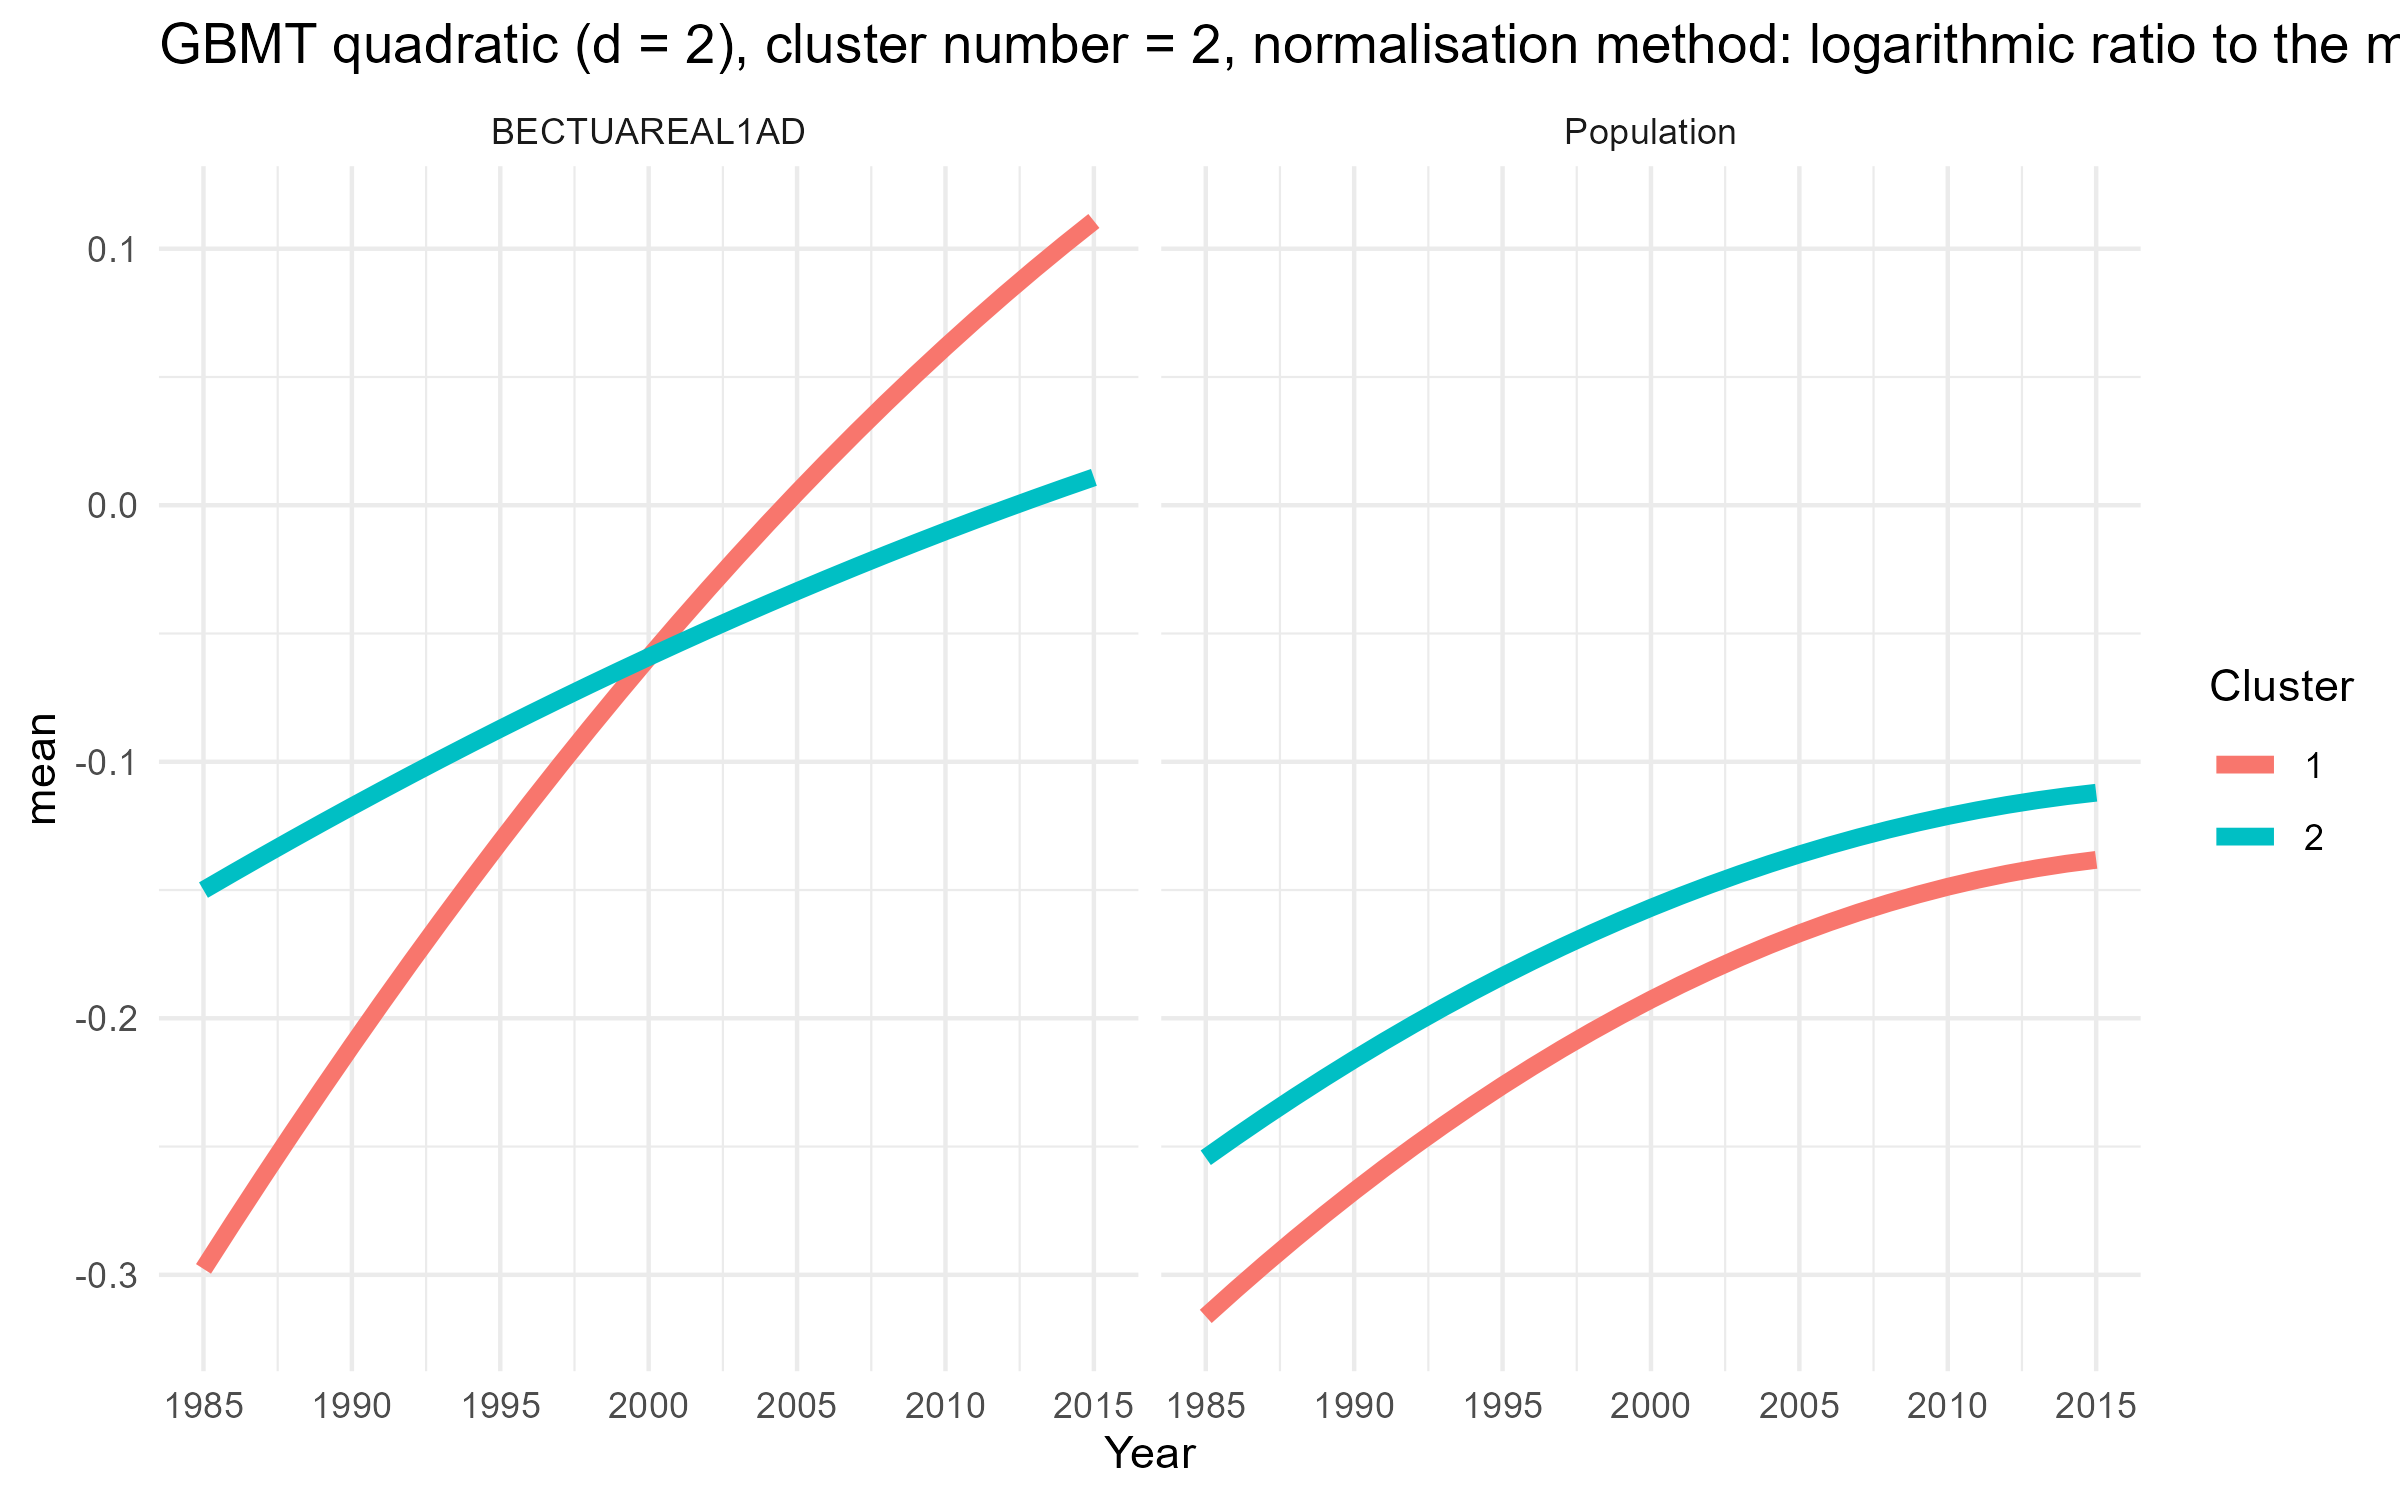 GBMT quadratic (d = 2), cluster number = 2, normalisation method: logarithmic ratio to the
BECTUAREAL1AD
Population
0.1
0.0
-0.1
-0.2
-0.3
mean
1985 1990 1995 2000 2005 2010 2015
1985 1990 1995 2000 2005 2010 2015
Year
Cluster
1
2